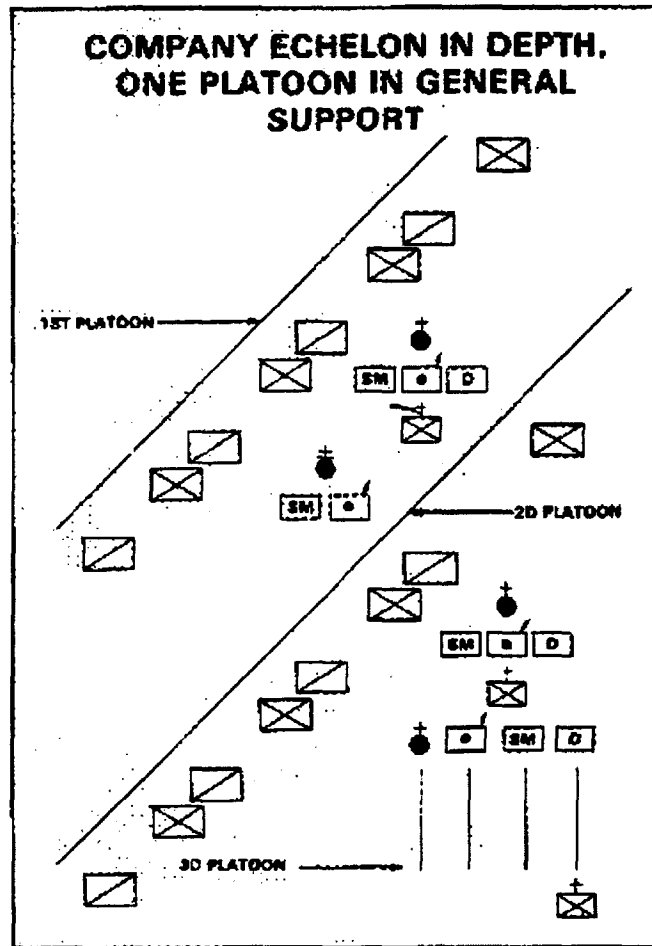 COMPANY ECHELON IN DEPTH.
ONE PLATOON IN GENERAL
SUPPORT
1ST PLATOON
SM D
SM
2D PLATOON
SM D
SM D
3D PLATOON